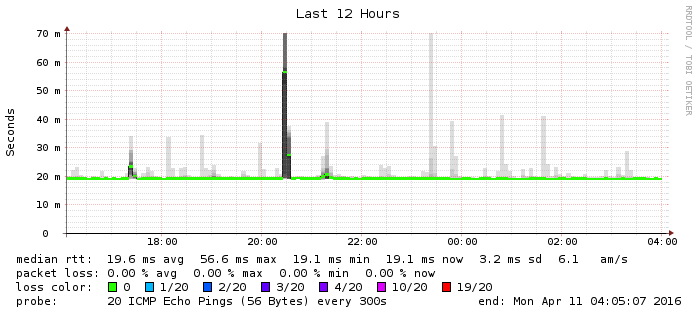 Last 12 Hours
RRDTOOL / TOBI OETIKER
Seconds
70 m
60 m
50 m
40 m
30 m
20 m
10 m
0
18:00 20:00 22:00 00:00 02:00 04:00
median rtt: 19.6 ms avg 56.6 ms max 19.1 ms min 19.1 ms now 3.2 ms sd 6.1 am/s
packet loss: 0.00 % avg 0.00 % max 0.00 % min 0.00 % now
loss color: 0 1/20 2/20 3/20 4/20 10/20 19/20
probe: 20 ICMP Echo Pings (56 Bytes) every 300s end: Mon Apr 11 04:05:07 2016